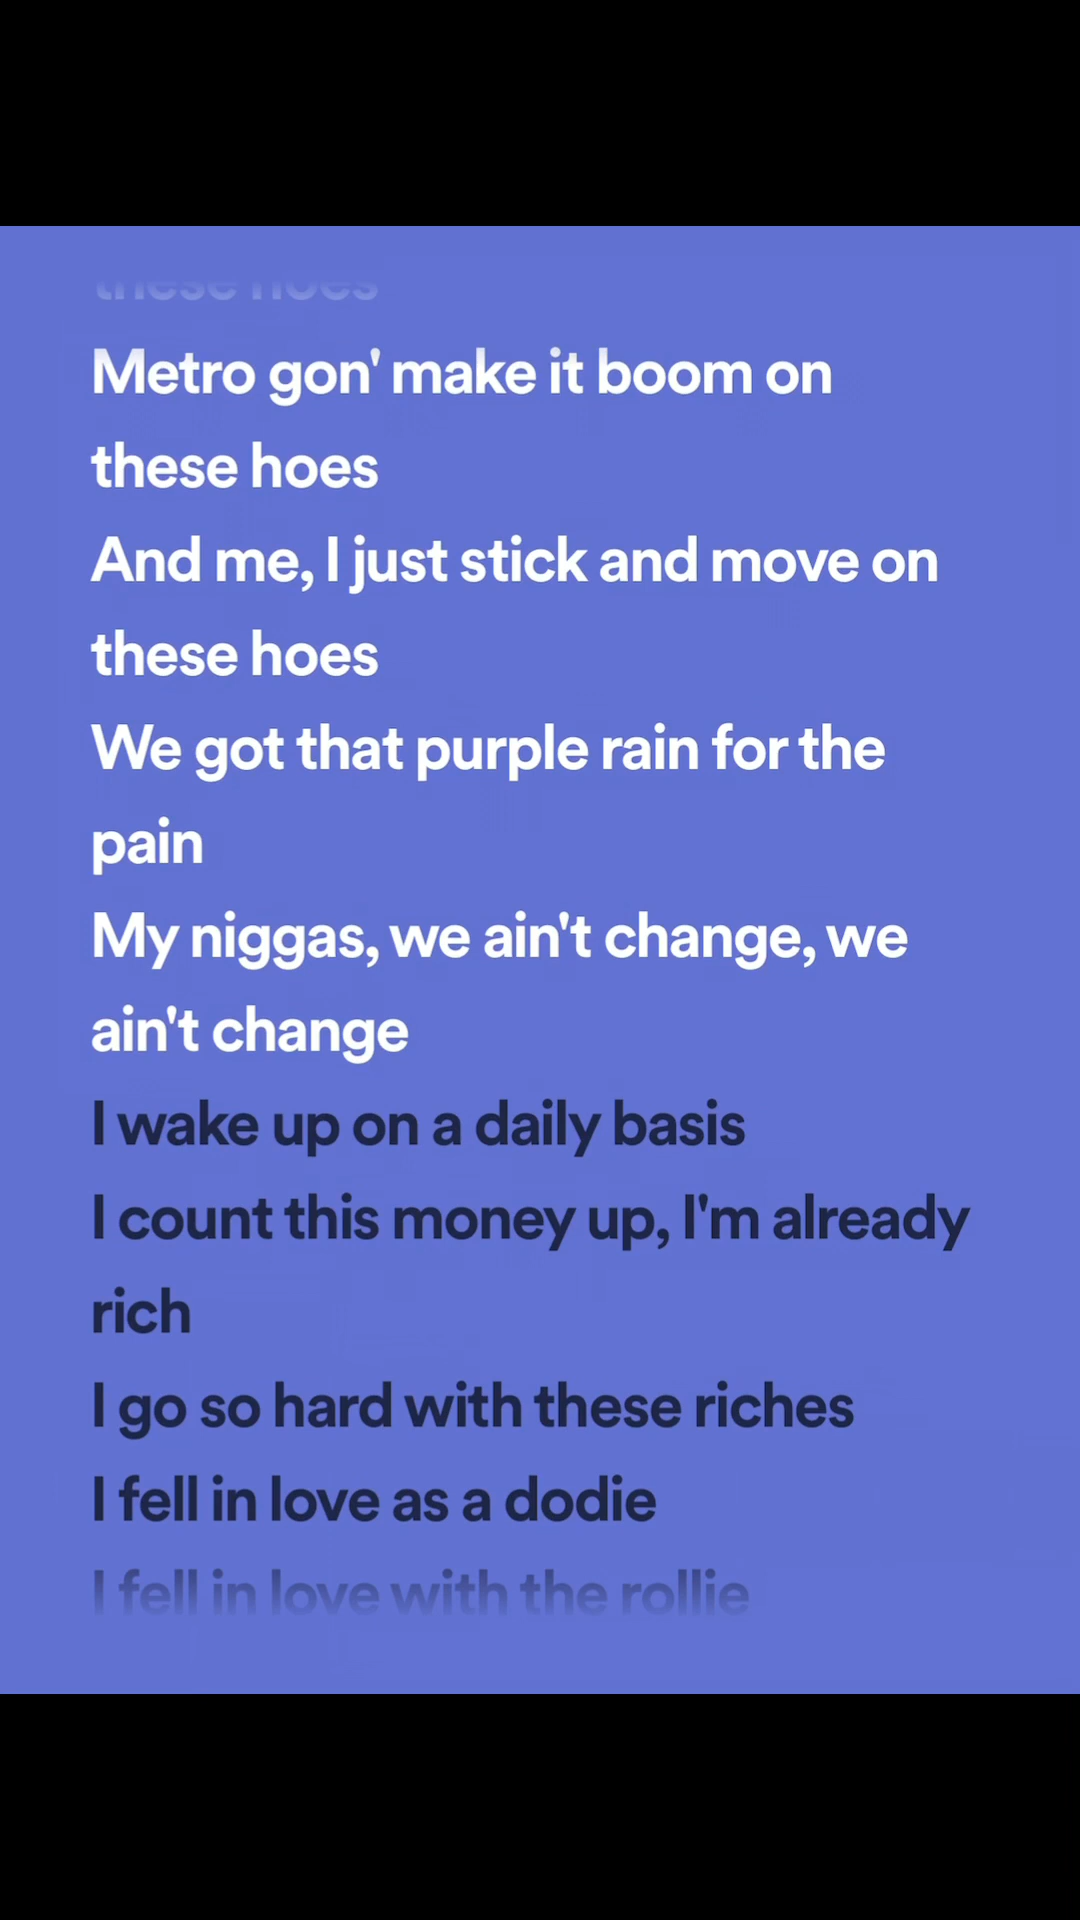 these hoes
Metro gon' make it boom on
these hoes
And me, I just stick and move on
these hoes
We got that purple rain for the
pain
My niggas, we ain't change, we
ain't change
I wake up on a daily basis
I count this money up, I'm already
rich
I go so hard with these riches
I fell in love as a dodie
I fell in love with the rollie